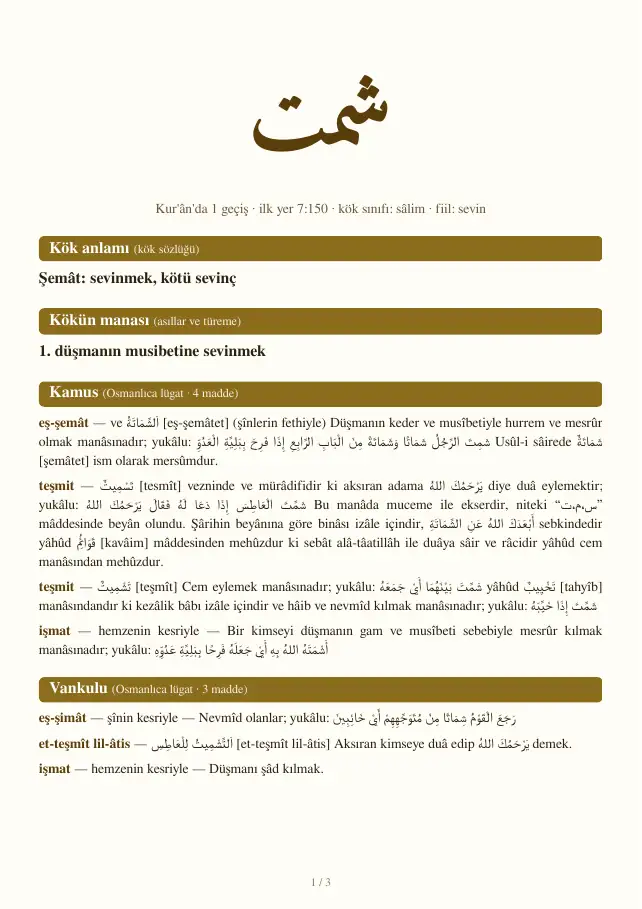 شمت
Kur'ân'da 1 geçiş · ilk yer 7:150 · kök sınıfı: sâlim · fiil: sevin
Kök anlamı (kök sözlüğü)
Şemât: sevinmek, kötü sevinç
Kökün manası (asıllar ve türeme)
1. düşmanın musibetine sevinmek
Kamus (Osmanlıca lügat · 4 madde)
eş-şemât — ve اَلشَّمَاتَةُ [eş-şemâtet] (şînlerin fethiyle) Düşmanın keder ve musîbetiyle hurrem ve mesrûr
olmak manâsınadır; yukâlu: شَمِتَ الرَّجُلُ شَمَاتًا وَشَمَاتَةً مِنَ الْبَابِ الرَّابِعِ إِذَا فَرِحَ بِبَلِيَّةِ الْعَدُوِّ Usûl-i sâirede شَمَاتَةٌ
[şemâtet] ism olarak mersûmdur.
teşmit — تَسْمِيتٌ [tesmît] vezninde ve mürâdifidir ki aksıran adama يَرْحَمُكَ اللهُ diye duâ eylemektir;
yukâlu: شَمَّتَ الْعَاطِسَ إِذَا دَعَا لَهُ فَقَالَ يَرْحَمُكَ اللهُ Bu manâda muceme ile ekserdir, niteki “س،م،ت”
mâddesinde beyân olundu. Şârihin beyânına göre binâsı izâle içindir, أَبْعَدَكَ اللهُ عَنِ الشَّمَاتَةِ sebkindedir
yâhûd قَوَائِمُ [kavâim] mâddesinden mehûzdur ki sebât alâ-tâatillâh ile duâya sâir ve râcidir yâhûd cem
manâsından mehûzdur.
teşmit — تَشْمِيتٌ [teşmît] Cem eylemek manâsınadır; yukâlu: شَمَّتَ بَيْنَهُمَا أَيْ جَمَعَهُ yâhûd تَخْيِيبٌ [tahyîb]
manâsındandır ki kezâlik bâbı izâle içindir ve hâib ve nevmîd kılmak manâsınadır; yukâlu: شَمَّتَ إِذَا خَيَّبَهُ
işmat — hemzenin kesriyle — Bir kimseyi düşmanın gam ve musîbeti sebebiyle mesrûr kılmak
manâsınadır; yukâlu: أَشْمَتَهُ اللهُ بِهِ أَيْ جَعَلَهُ فَرِحًا بِبَلِيَّةِ عَدُوِّهِ
Vankulu (Osmanlıca lügat · 3 madde)
eş-şimât — şînin kesriyle — Nevmîd olanlar; yukâlu: رَجَعَ الْقَوْمُ شِمَاتًا مِنْ مُتَوَجَّهِهِمْ أَيْ خَائِبِينَ
et-teşmît lil-âtis — اَلتَّشْمِيتُ لِلْعَاطِسِ [et-teşmît lil-âtis] Aksıran kimseye duâ edip يَرْحَمُكَ اللهُ demek.
işmat — hemzenin kesriyle — Düşmanı şâd kılmak.
1 / 3